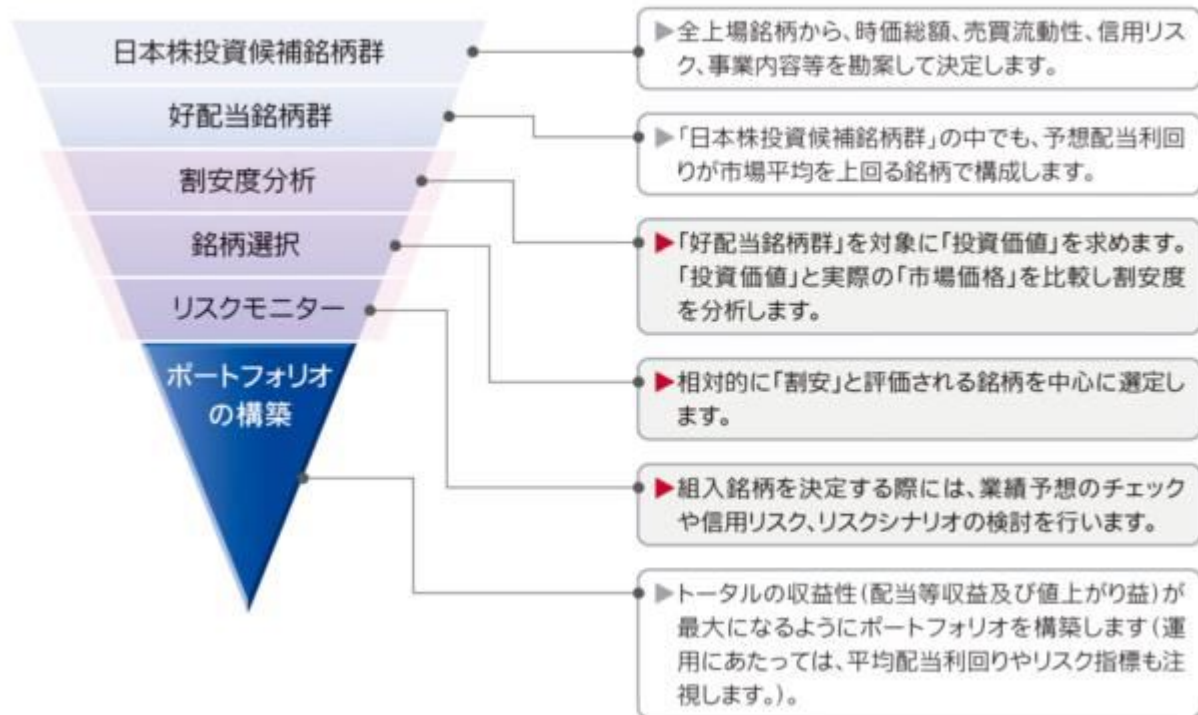 日本株投資候補銘柄群
好配当銘柄群
割安度分析
銘柄選択
リスクモニター
ポートフォリオ
の構築
▶全上場銘柄から、時価総額、売買流動性、信用リス
ク、事業内容等を勘案して決定します。
▶「日本株投資候補銘柄群」の中でも、予想配当利回
りが市場平均を上回る銘柄で構成します。
▶「好配当銘柄群」を対象に「投資価値」を求めます。
「投資価値」と実際の「市場価格」を比較し割安度
を分析します。
▶相対的に「割安」と評価される銘柄を中心に選定し
ます。
▶組入銘柄を決定する際には、業績予想のチェック
や信用リスク、リスクシナリオの検討を行います。
▶トータルの収益性(配当等収益及び値上がり益)が
最大になるようにポートフォリオを構築します(運
用にあたっては、平均配当利回りやリスク指標も注
視します。)。